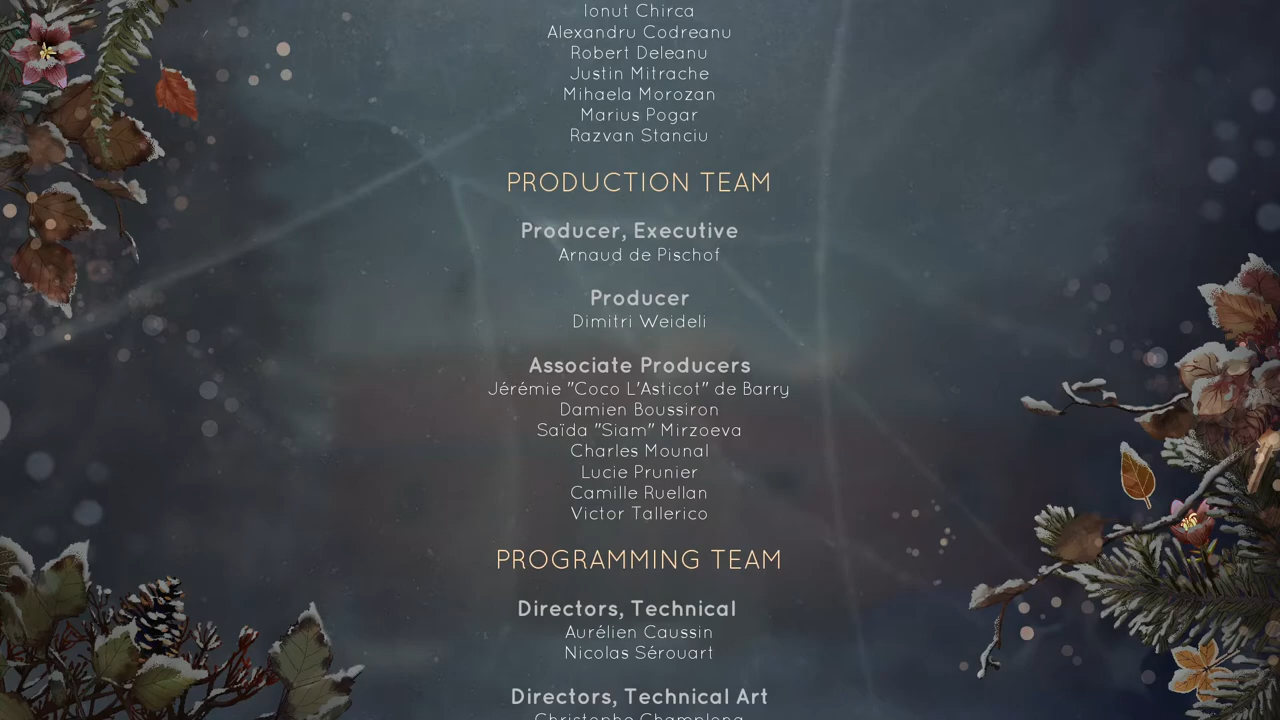 Ionut Chirca
Alexandru Codreanu
Robert Deleanu
Justin Mitrache
Mihaela Morozan
Marius Pogar
Razvan Stanciu
PRODUCTION TEAM
Producer, Executive
Arnaud de Pischof
Producer
Dimitri Weideli
Associate Producers
Jérémie "Coco L'Asticot" de Barry
Damien Boussiron
Saïda "Siam" Mirzoeva
Charles Mounal
Lucie Prunier
Camille Ruellan
Victor Tallerico
PROGRAMMING TEAM
Directors, Technical
Aurélien Caussin
Nicolas Sérouart
Directors, Technical Art
Christophe